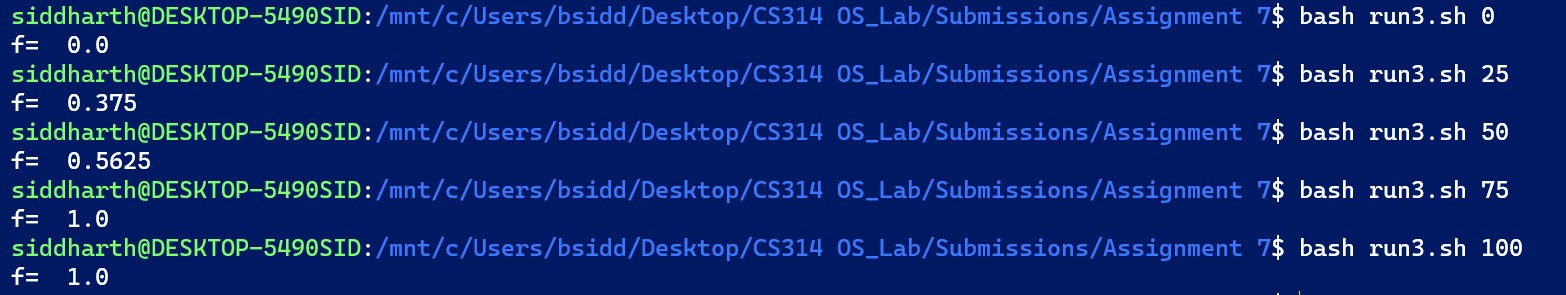 siddharth@DESKTOP-5490SID:/mnt/c/Users/bsidd/Desktop/CS314 OS_Lab/Submissions/Assignment 7$ bash run3.sh 0
f=  0.0
siddharth@DESKTOP-5490SID:/mnt/c/Users/bsidd/Desktop/CS314 OS_Lab/Submissions/Assignment 7$ bash run3.sh 25
f=  0.375
siddharth@DESKTOP-5490SID:/mnt/c/Users/bsidd/Desktop/CS314 OS_Lab/Submissions/Assignment 7$ bash run3.sh 50
f=  0.5625
siddharth@DESKTOP-5490SID:/mnt/c/Users/bsidd/Desktop/CS314 OS_Lab/Submissions/Assignment 7$ bash run3.sh 75
f=  1.0
siddharth@DESKTOP-5490SID:/mnt/c/Users/bsidd/Desktop/CS314 OS_Lab/Submissions/Assignment 7$ bash run3.sh 100
f=  1.0